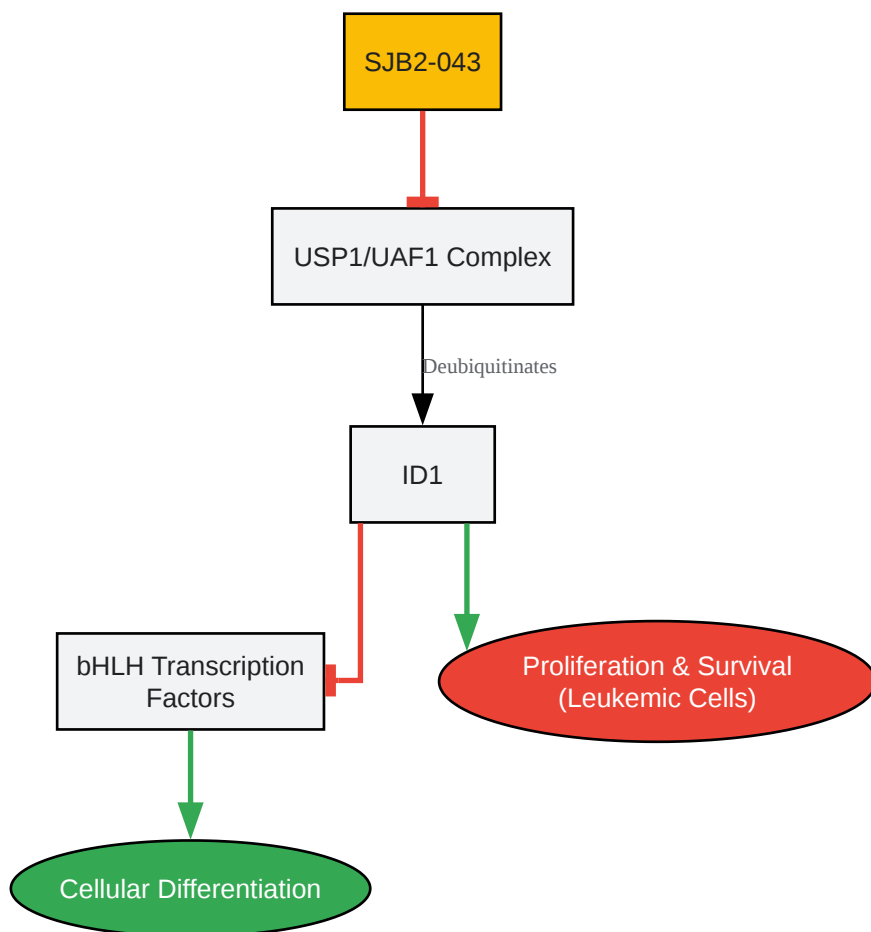 SJB2-043
USP1/UAF1 Complex
Deubiquitinates
ID1
bHLH Transcription
Factors
Proliferation & Survival
(Leukemic Cells)
Cellular Differentiation